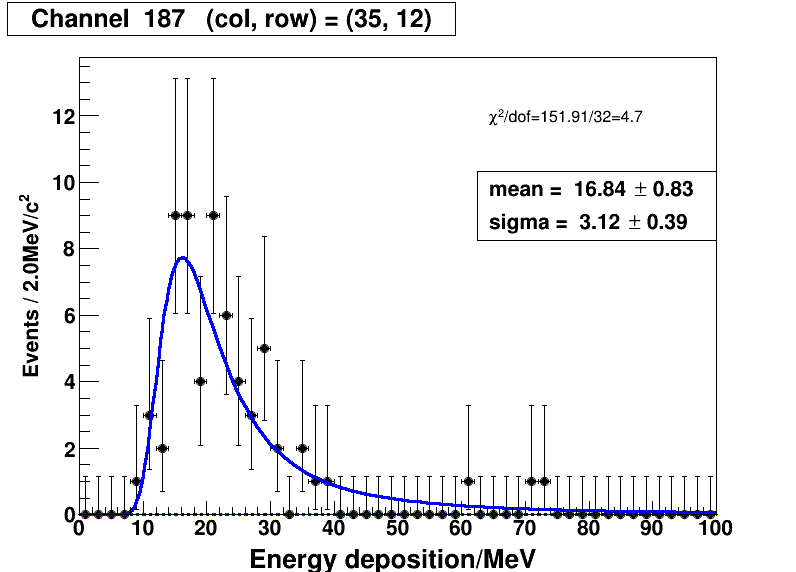 Channel 187 (col, row) = (35, 12)
χ²/dof=151.91/32=4.7
mean = 16.84 ± 0.83
sigma = 3.12 ± 0.39
Events / 2.0MeV/c²
12
10
8
6
4
2
0
0 10 20 30 40 50 60 70 80 90 100
Energy deposition/MeV